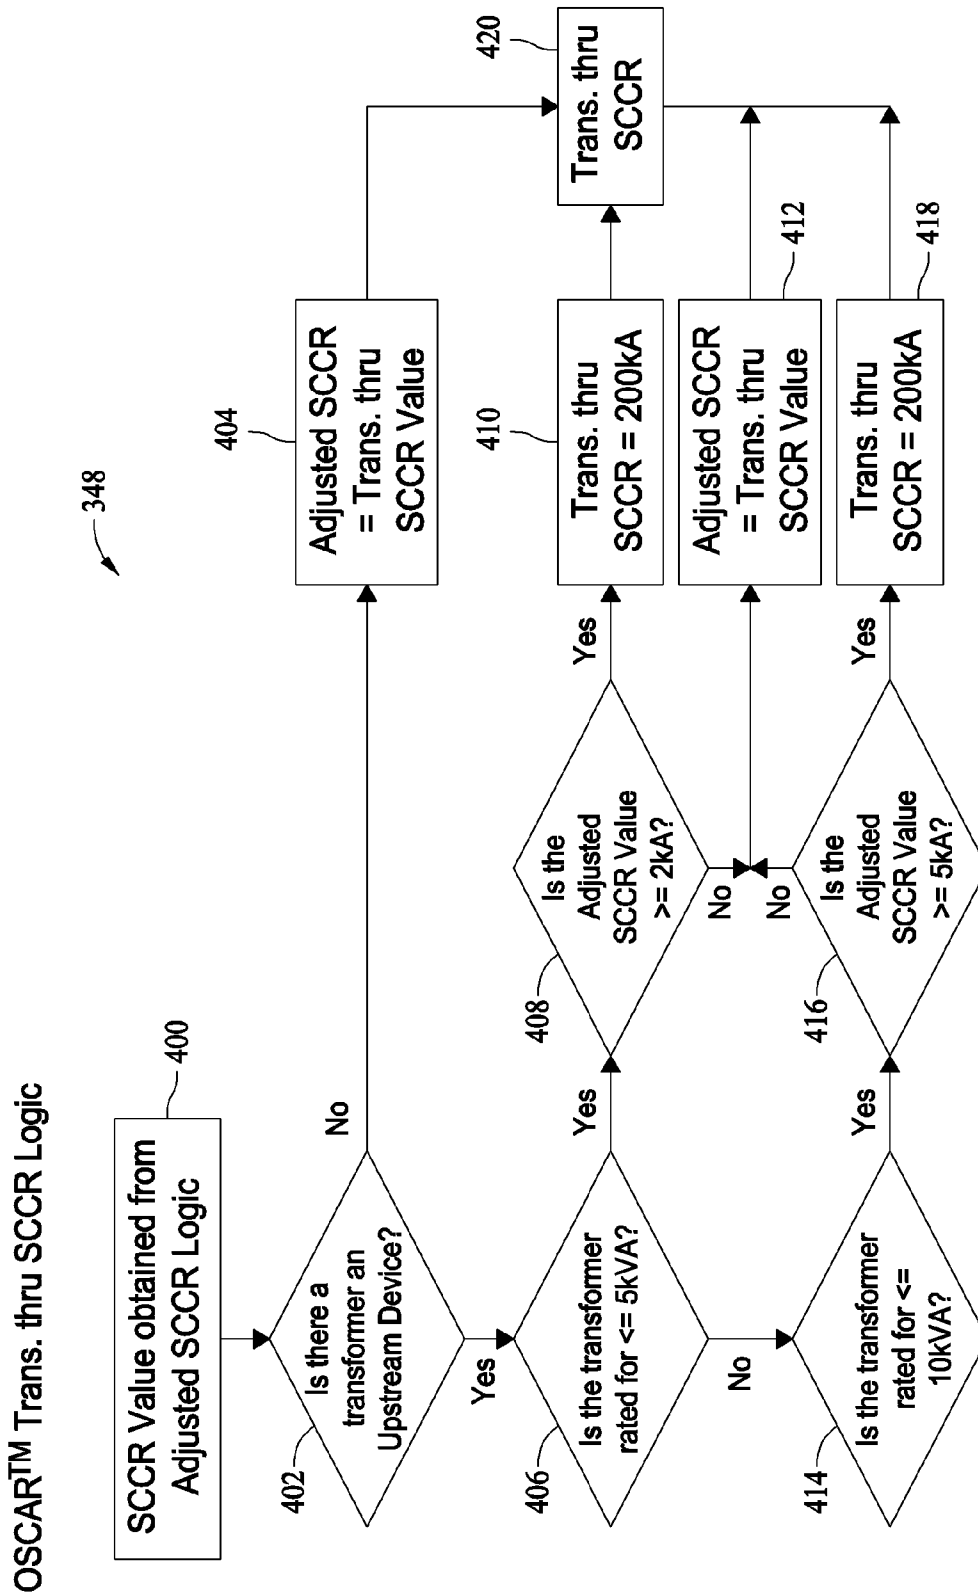 OSCAR™ Trans. thru SCCR Logic
348
SCCR Value obtained from
Adjusted SCCR Logic
400
Is there a
transformer an
Upstream Device?
402
No
Adjusted SCCR
= Trans. thru
SCCR Value
404
Yes
Is the transformer
rated for <= 5kVA?
406
Yes
Is the
Adjusted
SCCR Value
>= 2kA?
408
Yes
Trans. thru
SCCR = 200kA
410
Trans. thru
SCCR
420
No
No
No
Adjusted SCCR
= Trans. thru
SCCR Value
412
Is the transformer
rated for <=
10kVA?
414
Yes
Is the
Adjusted
SCCR Value
>= 5kA?
416
Yes
Trans. thru
SCCR = 200kA
418